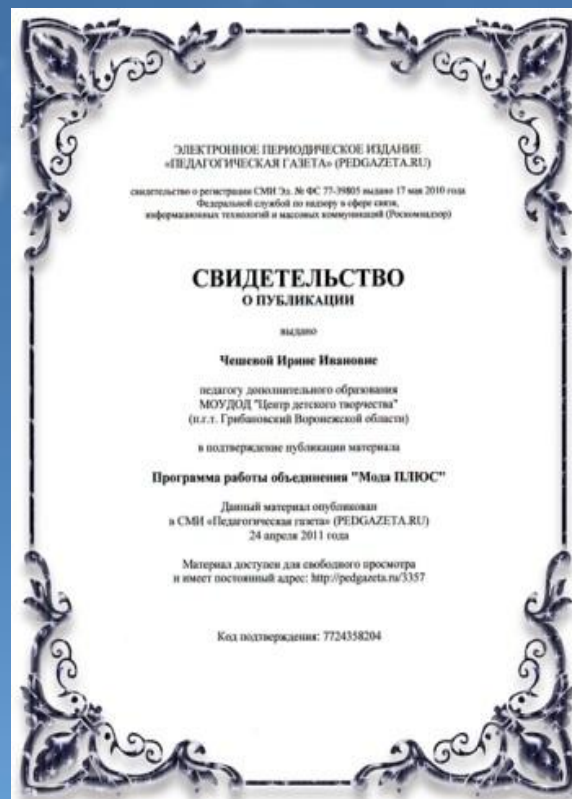 ЭЛЕКТРОННОЕ ПЕРИОДИЧЕСКОЕ ИЗДАНИЕ
«ПЕДАГОГИЧЕСКАЯ ГАЗЕТА» (PEDGAZETA.RU)
свидетельство о регистрации СМИ Эл. № ФС 77-39805 выдано 17 мая 2010 года
Федеральной службой по надзору в сфере связи,
информационных технологий и массовых коммуникаций (Роскомнадзор)
СВИДЕТЕЛЬСТВО
О ПУБЛИКАЦИИ
выдано
Чешевой Ирине Ивановне
педагогу дополнительного образования
МОУДОД "Центр детского творчества"
(п.г.т. Грибановский Воронежской области)
в подтверждение публикации материала
Программа работы объединения "Мода ПЛЮС"
Данный материал опубликован
в СМИ «Педагогическая газета» (PEDGAZETA.RU)
24 апреля 2011 года
Материал доступен для свободного просмотра
и имеет постоянный адрес: http://pedgazeta.ru/3357
Код подтверждения: 7724358204